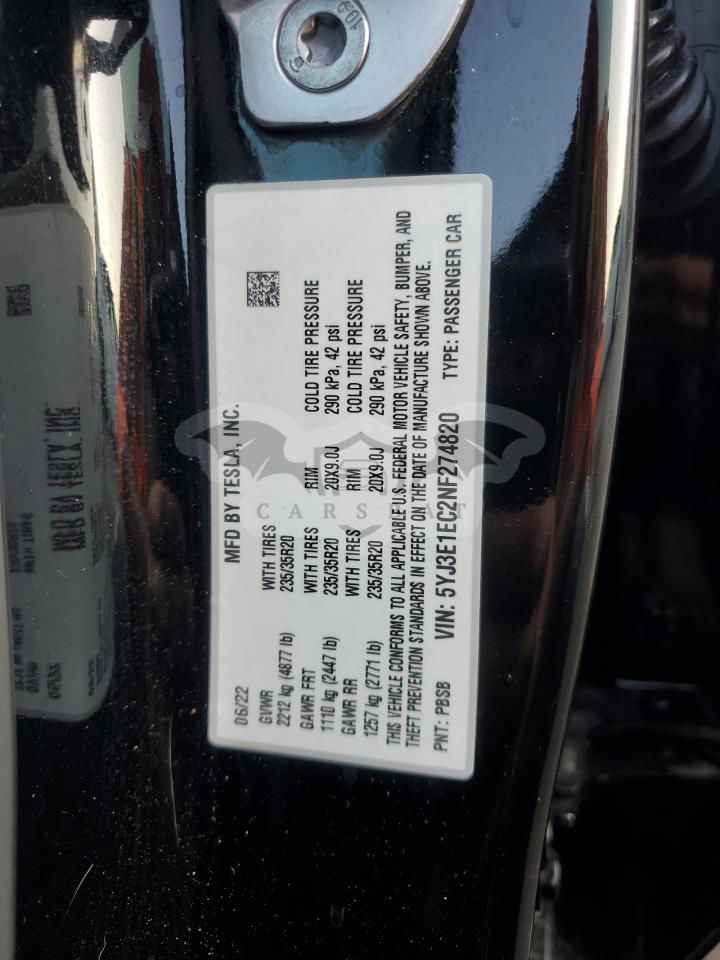 MFD BY TESLA, INC.
06/22
GVWR WITH TIRES RIM COLD TIRE PRESSURE
2212 kg (4877 lb) 235/35R20 20X9.0J 290 kPa, 42 psi
GAWR FRT WITH TIRES RIM COLD TIRE PRESSURE
1110 kg (2447 lb) 235/35R20 20X9.0J 290 kPa, 42 psi
GAWR RR
1257 kg (2771 lb)
THIS VEHICLE CONFORMS TO ALL APPLICABLE U.S. FEDERAL MOTOR VEHICLE SAFETY, BUMPER, AND
THEFT PREVENTION STANDARDS IN EFFECT ON THE DATE OF MANUFACTURE SHOWN ABOVE.
PNT: PBSB VIN: 5YJ3E1EC2NF274820 TYPE: PASSENGER CAR
CARSFAT